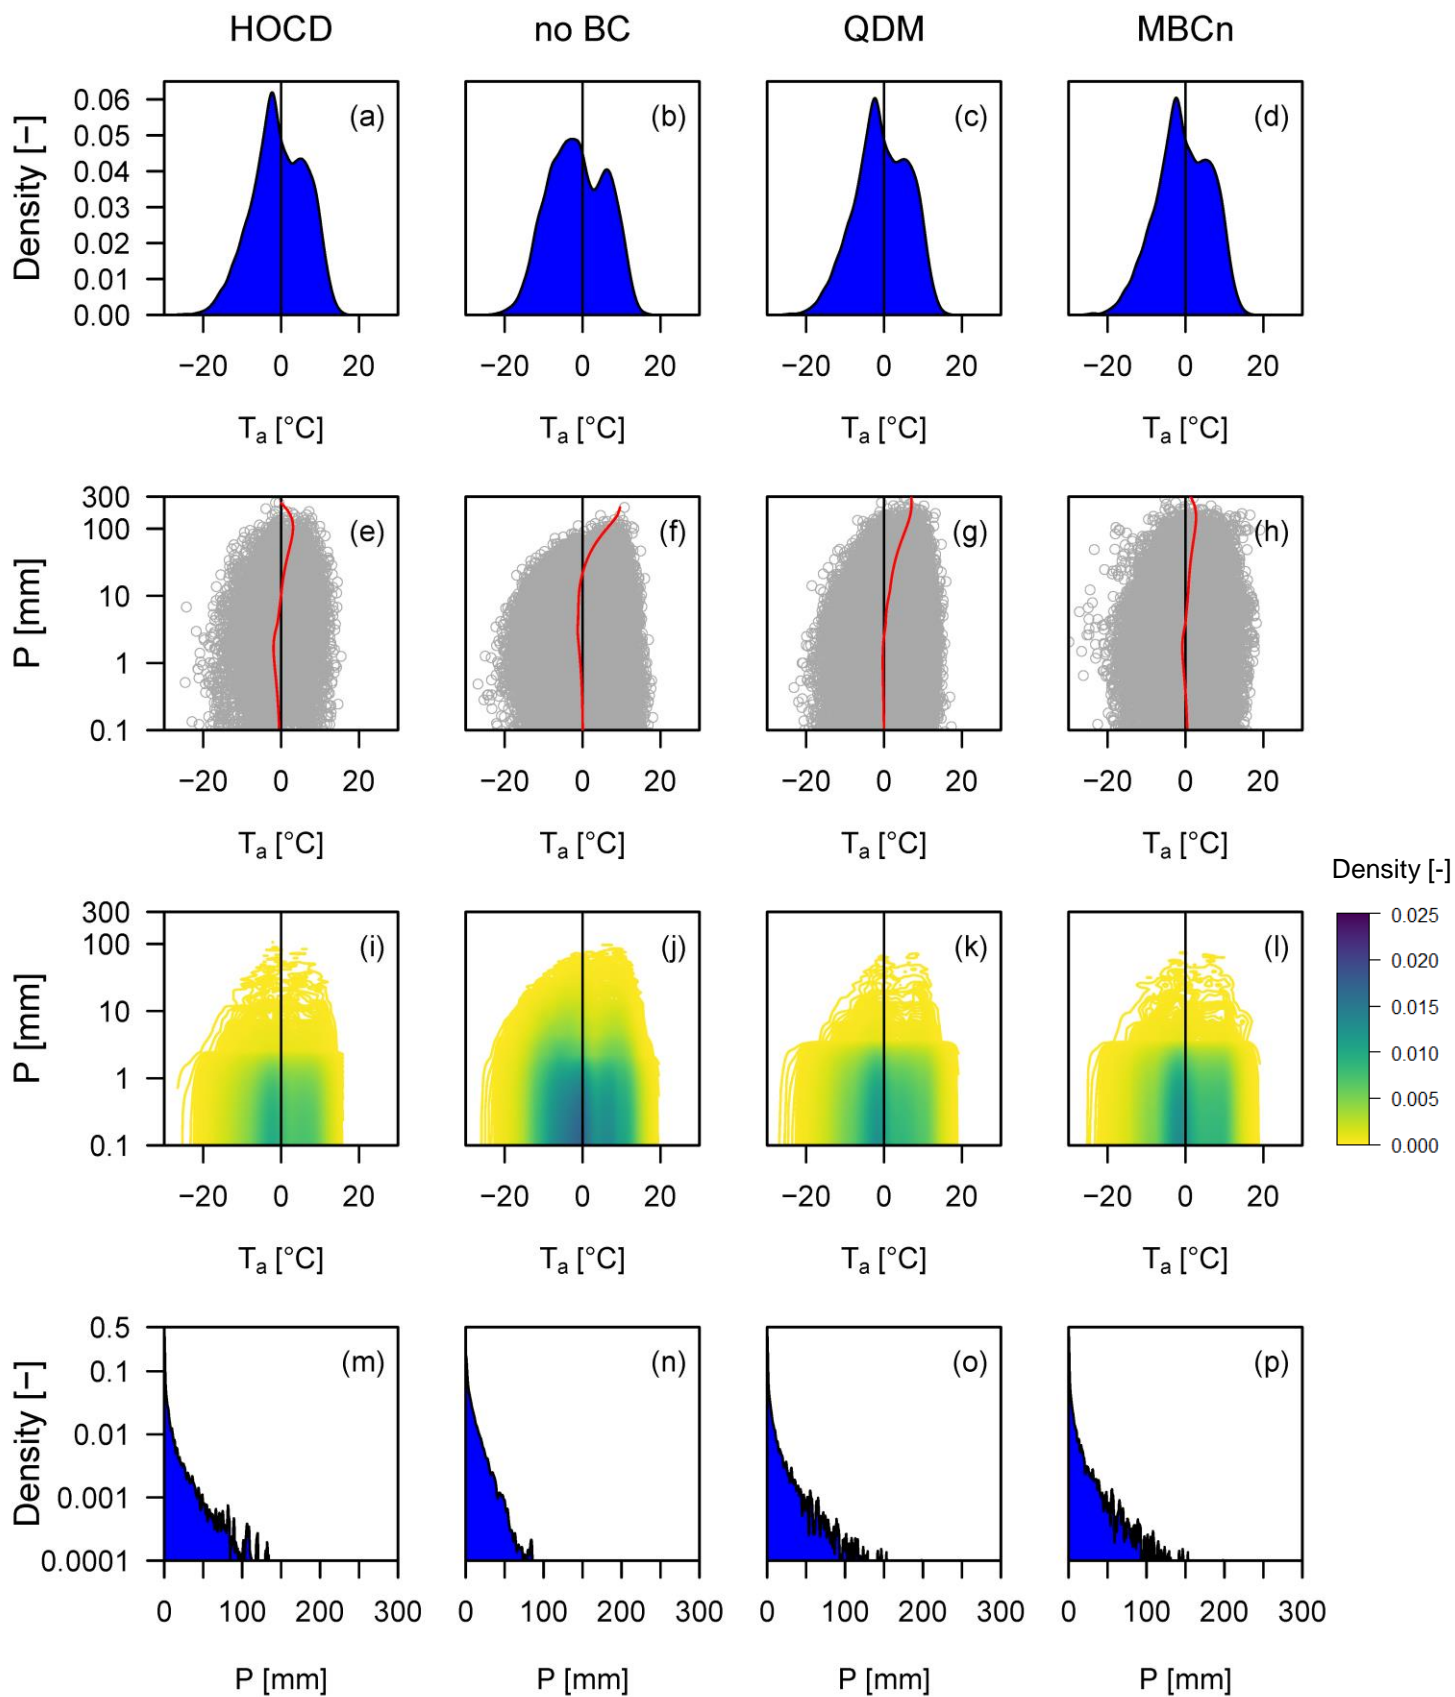 HOCD no BC QDM MBCn
Density [−]
0.06
0.05
0.04
0.03
0.02
0.01
0.00
(a) (b) (c) (d)
−20 0 20 −20 0 20 −20 0 20 −20 0 20
Ta [°C] Ta [°C] Ta [°C] Ta [°C]
P [mm]
300
100
10
1
0.1
(e) (f) (g) (h)
−20 0 20 −20 0 20 −20 0 20 −20 0 20
Ta [°C] Ta [°C] Ta [°C] Ta [°C]
P [mm]
300
100
10
1
0.1
(i) (j) (k) (l)
−20 0 20 −20 0 20 −20 0 20 −20 0 20
Ta [°C] Ta [°C] Ta [°C] Ta [°C]
Density [-]
0.025
0.020
0.015
0.010
0.005
0.000
Density [−]
0.5
0.1
0.01
0.001
0.0001
(m) (n) (o) (p)
0 100 200 300 0 100 200 300 0 100 200 300 0 100 200 300
P [mm] P [mm] P [mm] P [mm]